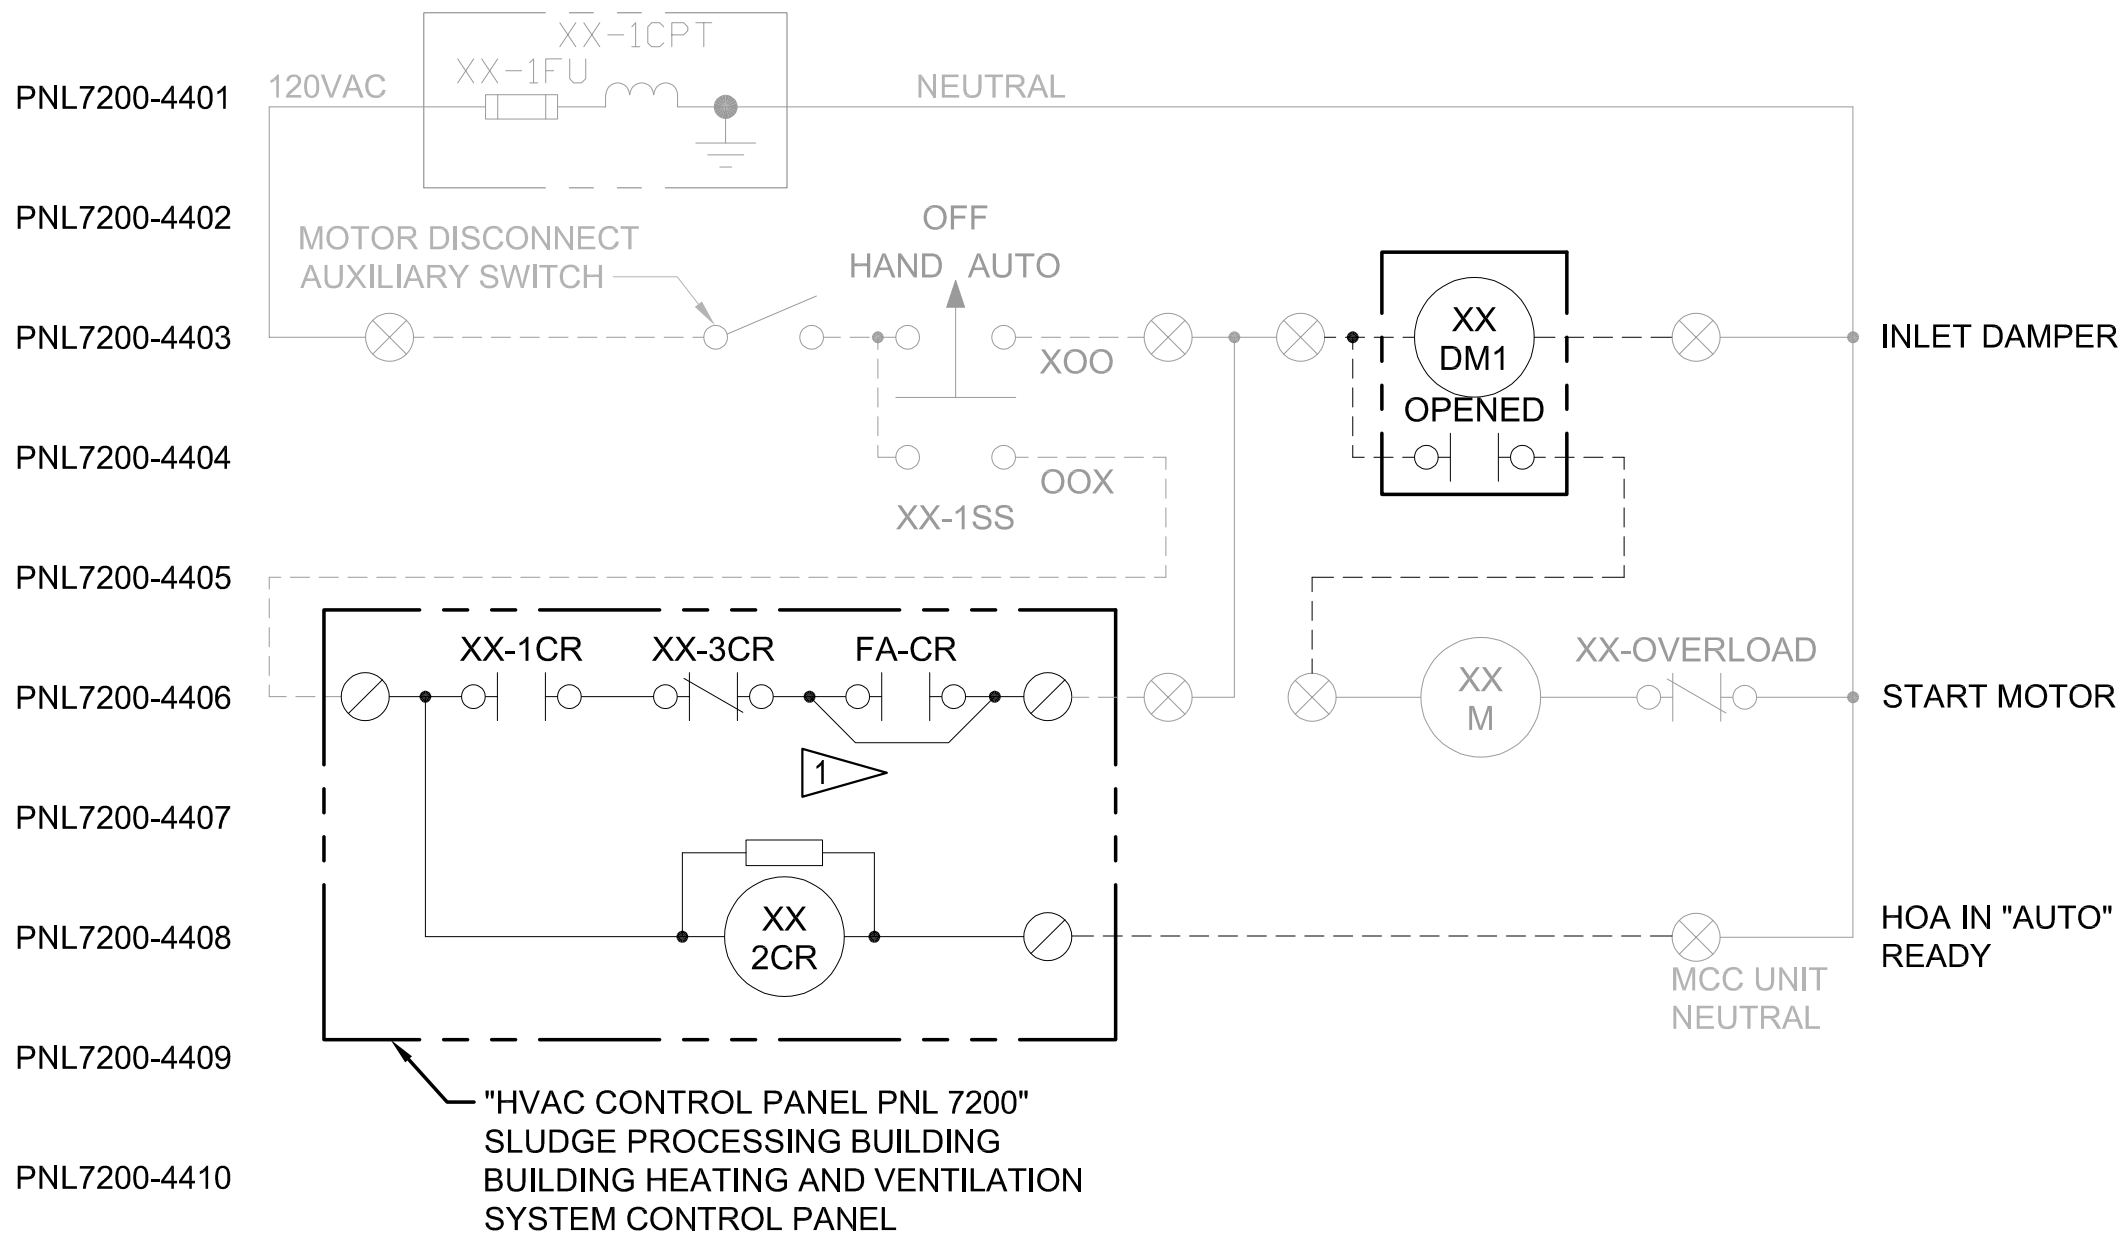 XX-1CPT
XX-1FU
PNL7200-4401
120VAC
NEUTRAL
PNL7200-4402
OFF
MOTOR DISCONNECT
AUXILIARY SWITCH
HAND AUTO
PNL7200-4403
XOO
XX
DM1
INLET DAMPER
OPENED
PNL7200-4404
OOX
XX-1SS
PNL7200-4405
XX-1CR
XX-3CR
FA-CR
XX-OVERLOAD
PNL7200-4406
XX
M
START MOTOR
1
PNL7200-4407
PNL7200-4408
XX
2CR
HOA IN "AUTO"
READY
MCC UNIT
NEUTRAL
PNL7200-4409
"HVAC CONTROL PANEL PNL 7200"
SLUDGE PROCESSING BUILDING
BUILDING HEATING AND VENTILATION
SYSTEM CONTROL PANEL
PNL7200-4410